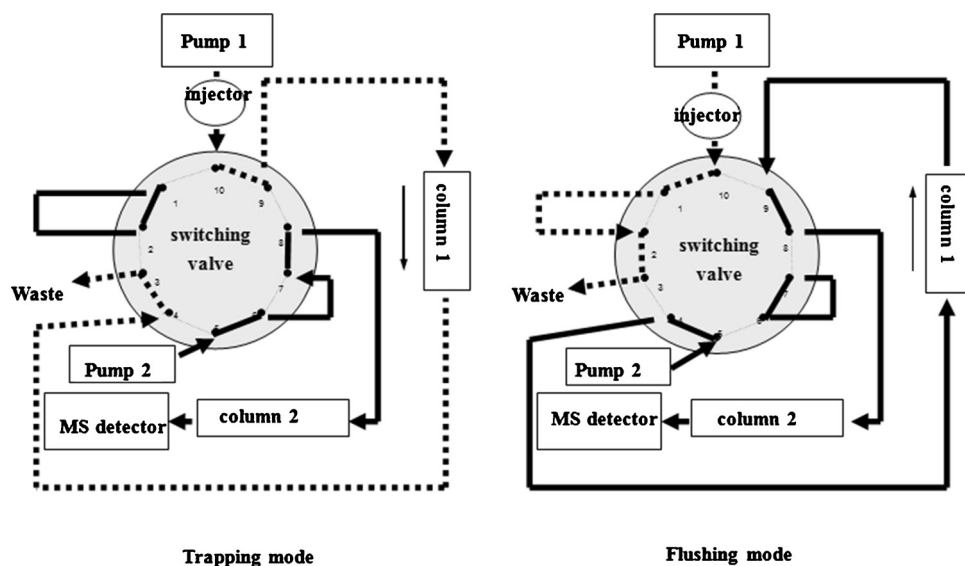 Pump 1
injector
10
1
9
2
switching
valve
8
3
7
4
5
6
Waste
column 1
Pump 2
MS detector
column 2
Trapping mode
Pump 1
injector
10
1
9
2
switching
valve
8
3
7
4
5
6
Waste
column 1
Pump 2
MS detector
column 2
Flushing mode